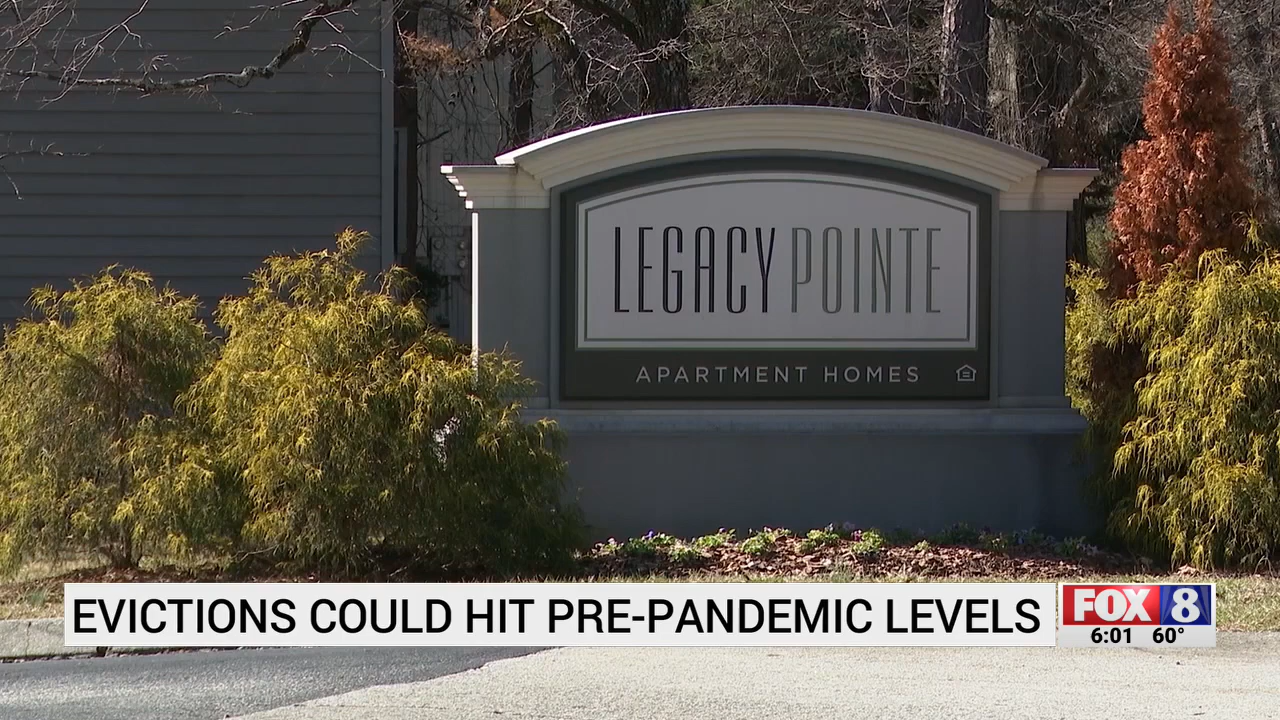 LEGACY POINTE
APARTMENT HOMES
EVICTIONS COULD HIT PRE-PANDEMIC LEVELS
FOX 8
6:01 60°